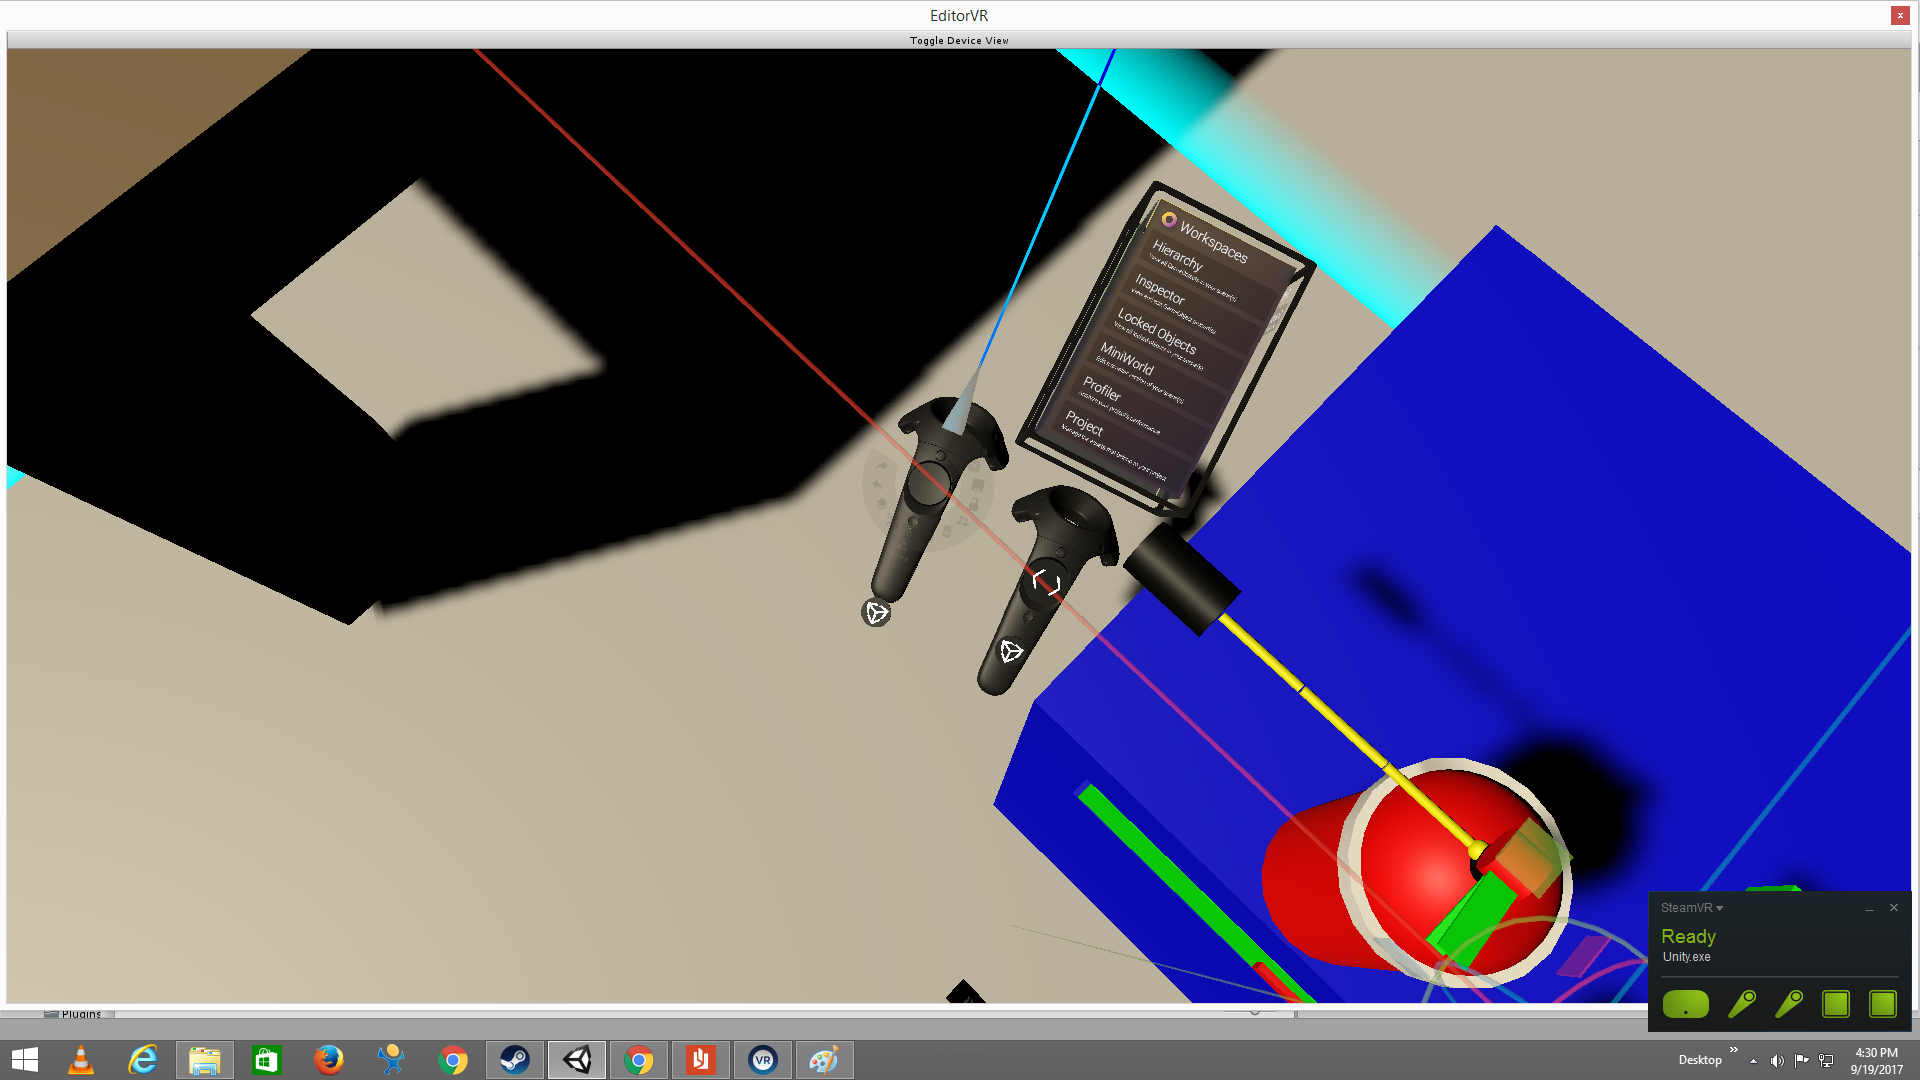 EditorVR
x
Toggle Device View
Workspaces
Hierarchy
Inspector
Locked Objects
MiniWorld
Profiler
Project
SteamVR
Ready
Unity.exe
Plugins
VR
Desktop
4:30 PM
9/19/2017